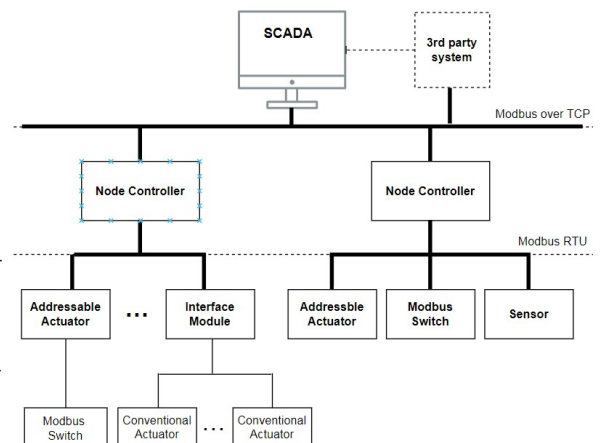 SCADA
3rd party
system
Modbus over TCP
Node Controller
Node Controller
Modbus RTU
Addressable
Actuator
...
Interface
Module
Addressble
Actuator
Modbus
Switch
Sensor
Modbus
Switch
Conventional
Actuator
...
Conventional
Actuator